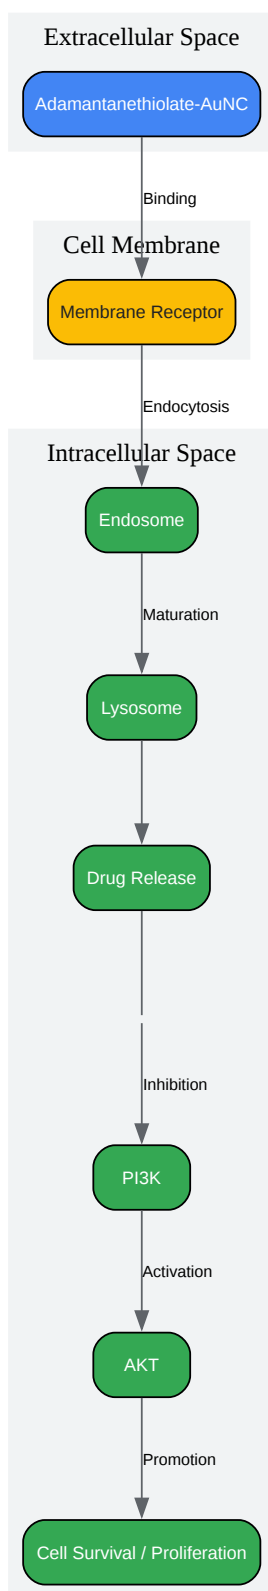 Extracellular Space
Adamantanethiolate-AuNC
Binding
Cell Membrane
Membrane Receptor
Endocytosis
Intracellular Space
Endosome
Maturation
Lysosome
Drug Release
Inhibition
PI3K
Activation
AKT
Promotion
Cell Survival / Proliferation